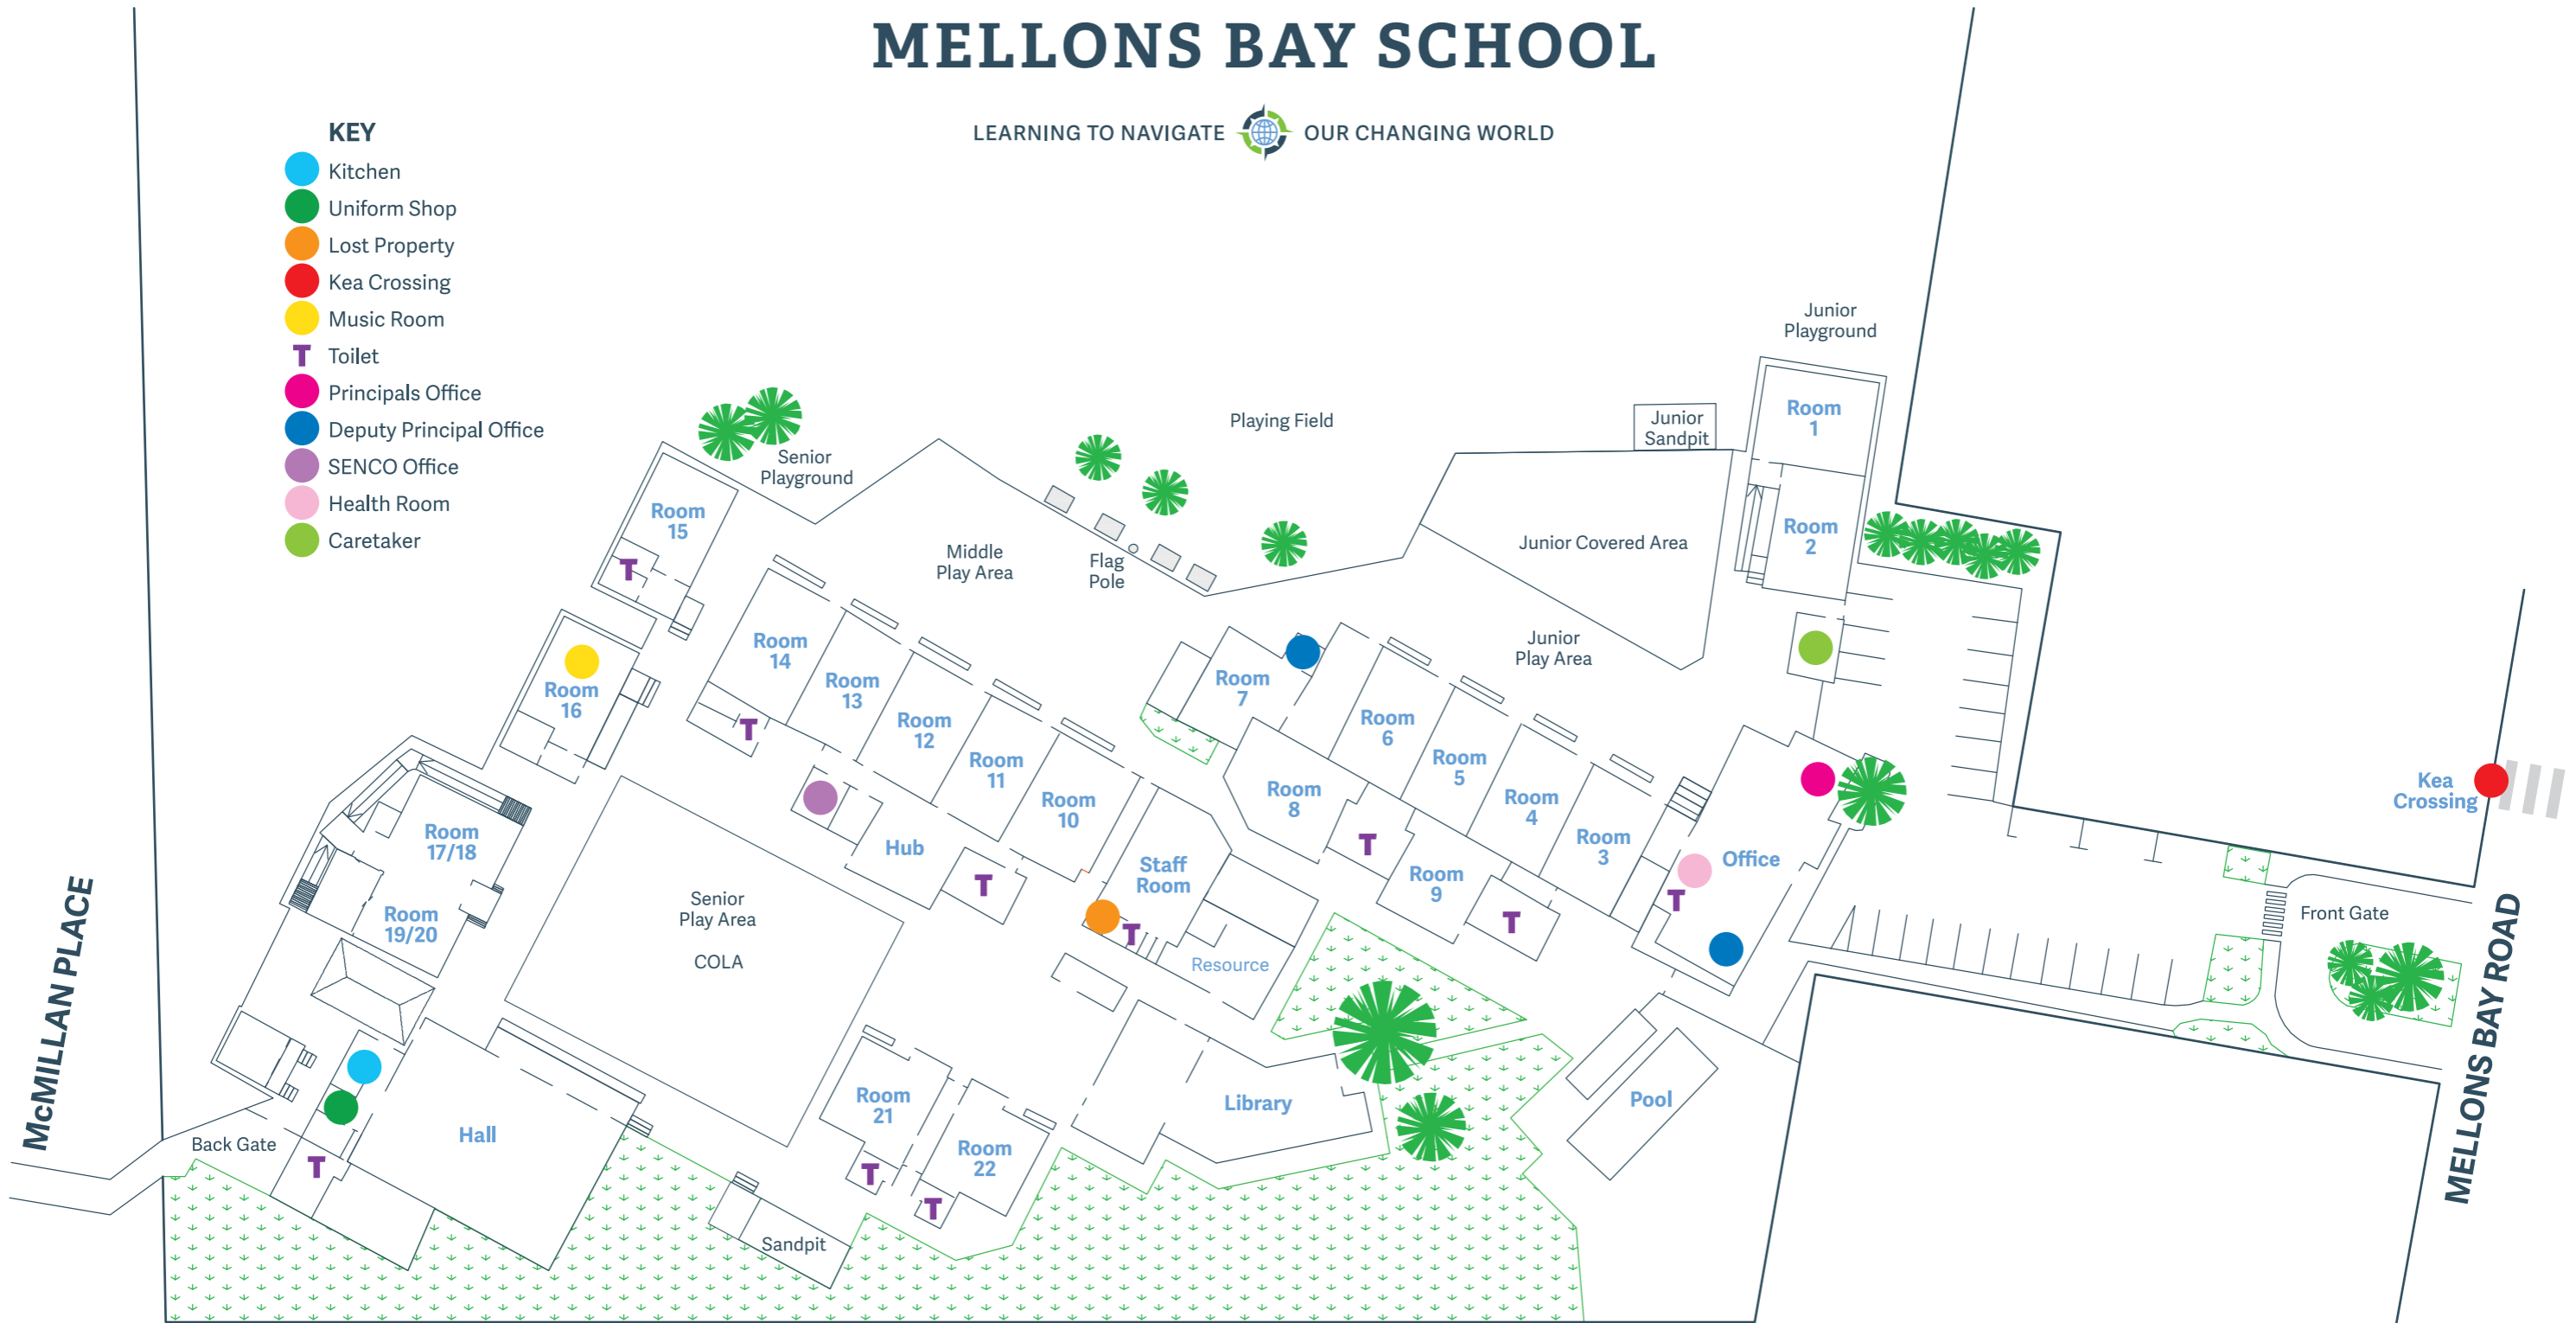 MELLONS BAY SCHOOL
LEARNING TO NAVIGATE OUR CHANGING WORLD
KEY
Kitchen
Uniform Shop
Lost Property
Kea Crossing
Music Room
T Toilet
Principals Office
Deputy Principal Office
SENCO Office
Health Room
Caretaker
Junior
Playground
Room
1
Junior
Sandpit
Playing Field
Senior
Playground
Room
15
T
Room
2
Junior Covered Area
Middle
Play Area
Flag
Pole
Junior
Play Area
Room
14
Room
13
Room
12
Room
11
Room
10
T
Room
16
Room
7
Room
6
Room
5
Room
4
Room
3
Room
8
T
Room
9
T
Office
T
Kea
Crossing
Hub
T
Staff
Room
T
Resource
Room
17/18
Room
19/20
Senior
Play Area
COLA
Front Gate
McMILLAN PLACE
MELLONS BAY ROAD
Room
21
T
Room
22
T
Library
Pool
Hall
Back Gate
T
Sandpit